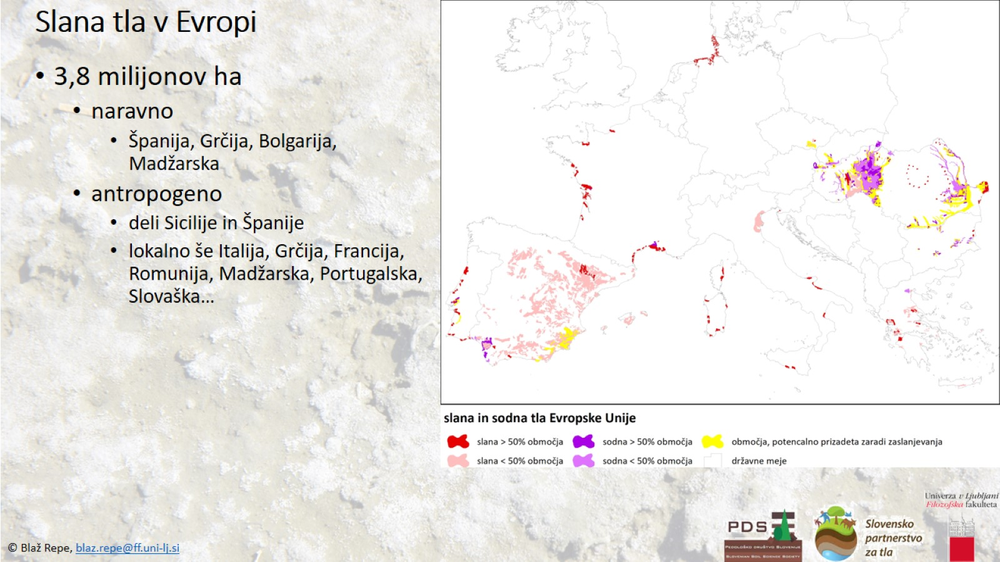 Slana tla v Evropi
• 3,8 milijonov ha
• naravno
• Španija, Grčija, Bolgarija,
Madžarska
• antropogeno
• deli Sicilije in Španije
• lokalno še Italija, Grčija, Francija,
Romunija, Madžarska, Portugalska,
Slovaška...
slana in sodna tla Evropske Unije
slana > 50% območja
sodna > 50% območja
območja, potencalno prizadeta zaradi zaslanjevanja
slana < 50% območja
sodna < 50% območja
državne meje
Univerza v Ljubljani
Filozofska fakulteta
PDS
PEDOLOŠKO DRUŠTVO SLOVENIJE
SLOVENIAN SOIL SCIENCE SOCIETY
Slovensko
partnerstvo
za tla
© Blaž Repe, blaz.repe@ff.uni-lj.si